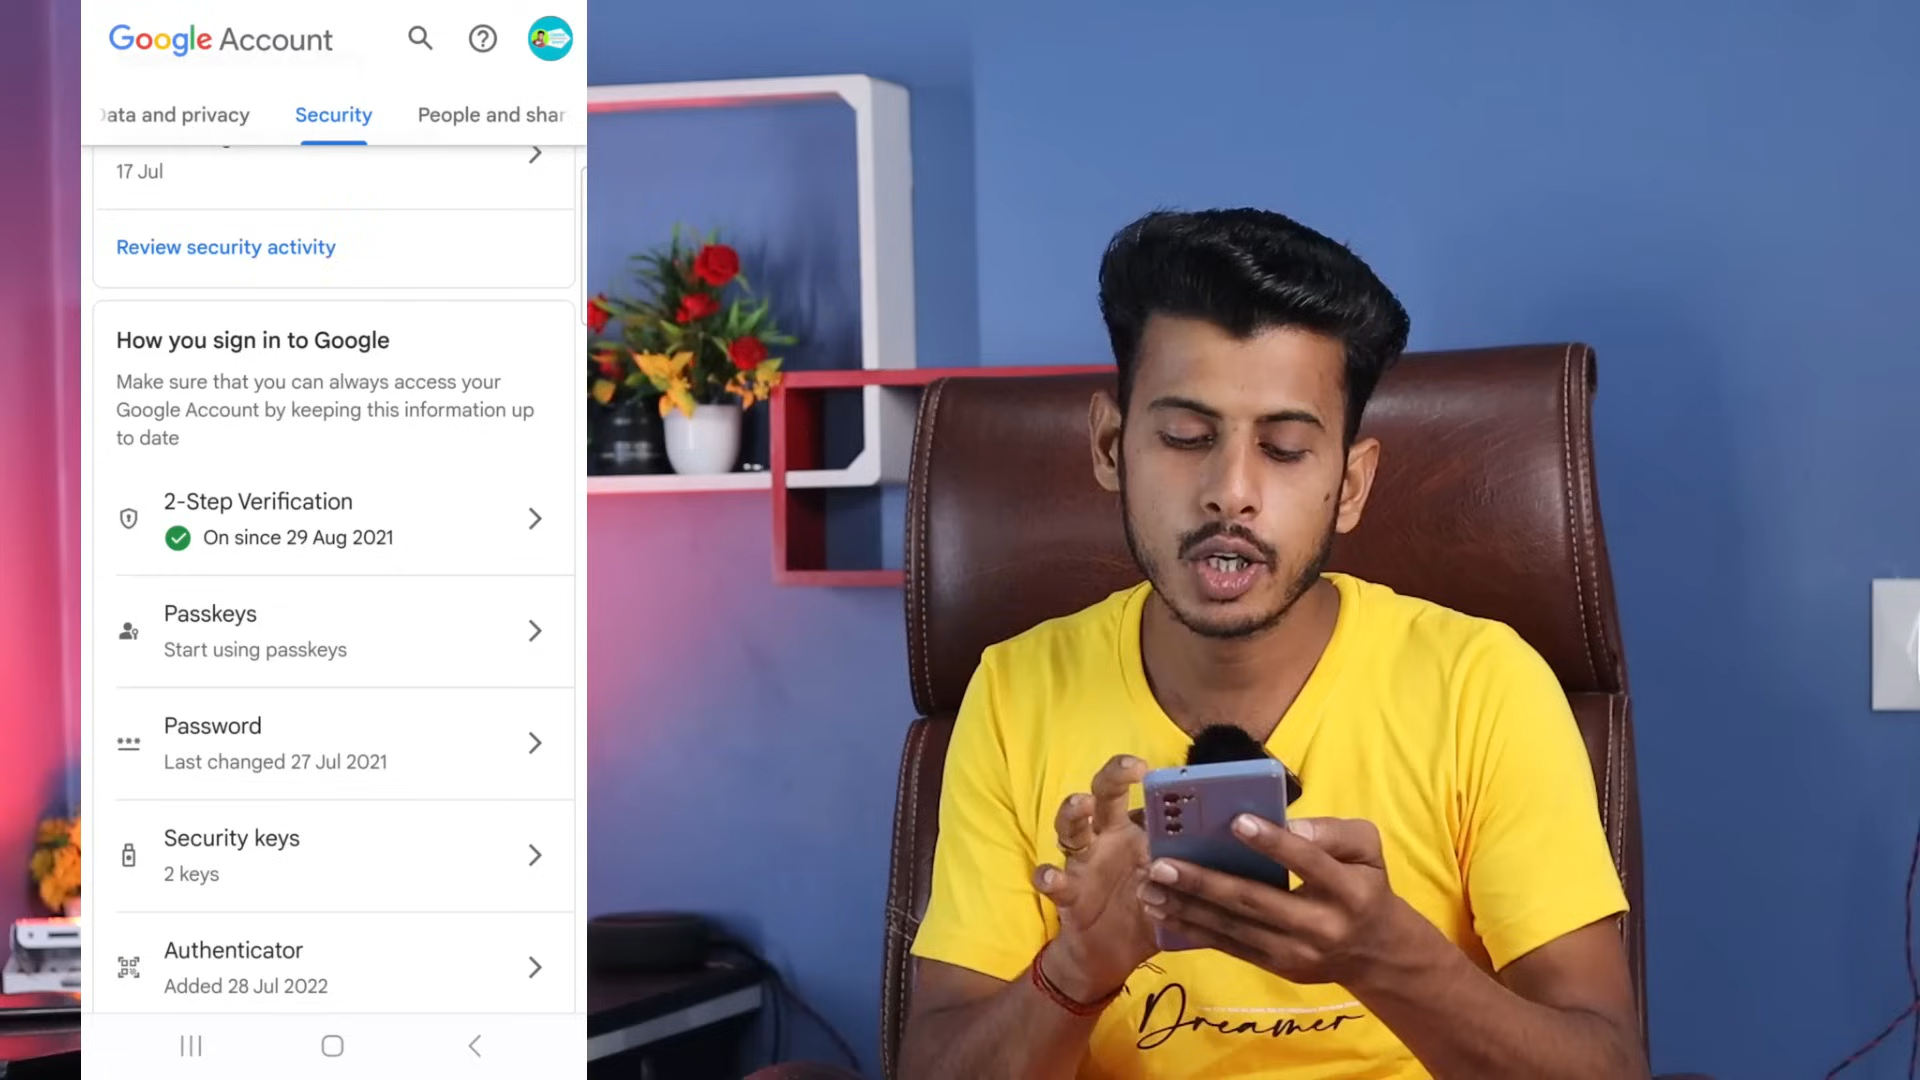 Google Account
Data and privacy
Security
People and shar
17 Jul
Review security activity
How you sign in to Google
Make sure that you can always access your
Google Account by keeping this information up
to date
2-Step Verification
On since 29 Aug 2021
Passkeys
Start using passkeys
Password
Last changed 27 Jul 2021
Security keys
2 keys
Authenticator
Added 28 Jul 2022
Dreamer